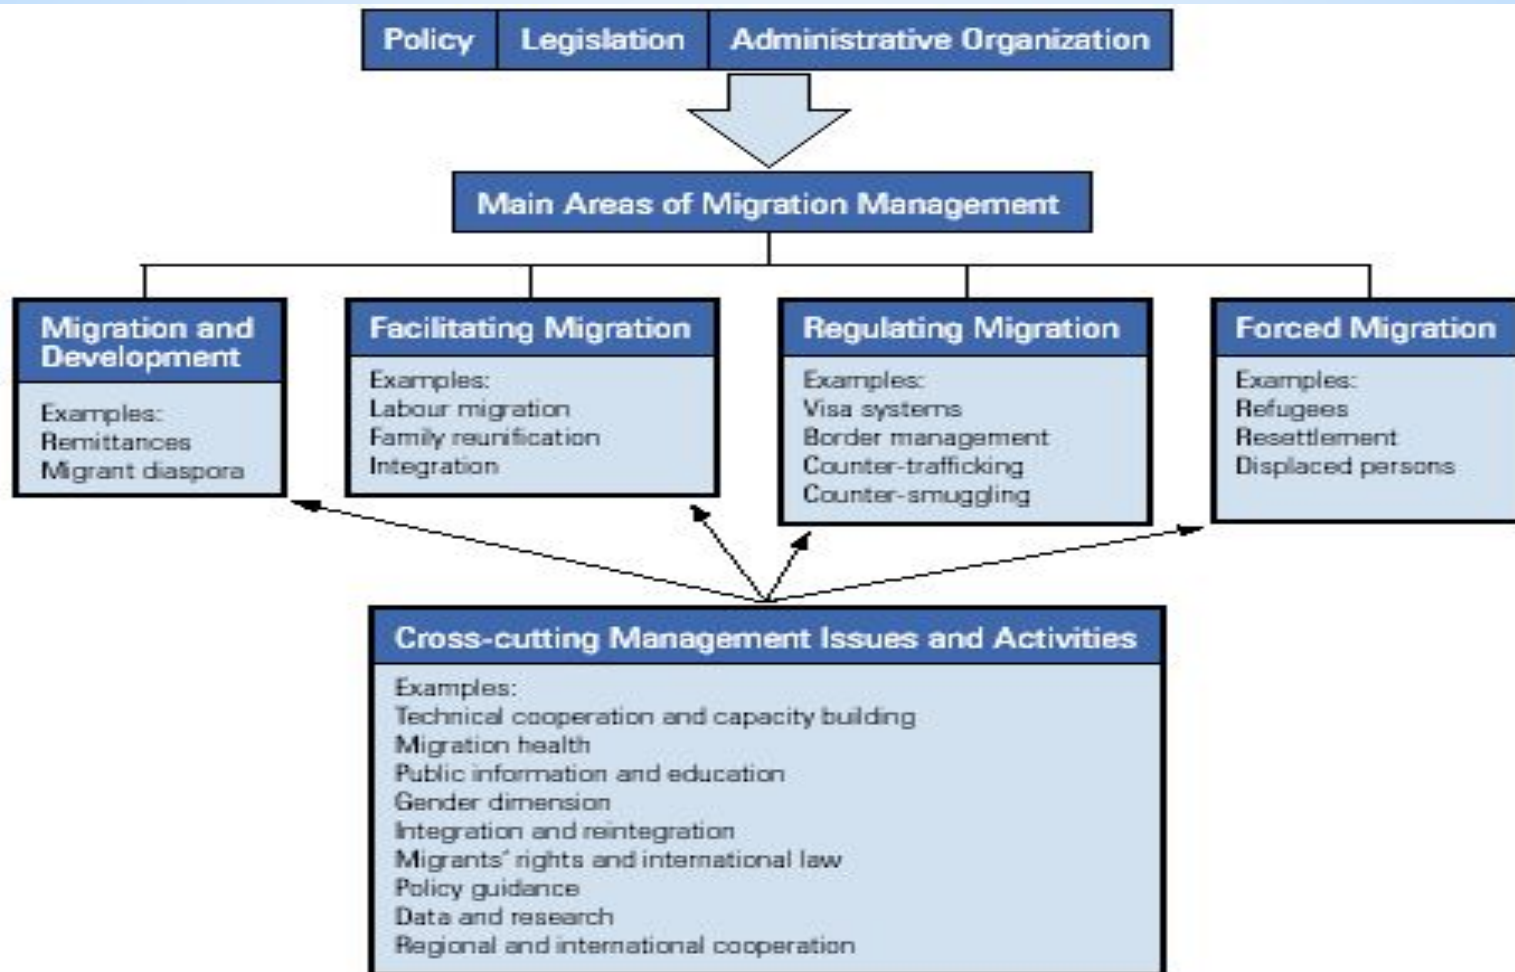 Policy Legislation Administrative Organization
Main Areas of Migration Management
Migration and
Development
Examples:
Remittances
Migrant diaspora
Facilitating Migration
Examples:
Labour migration
Family reunification
Integration
Regulating Migration
Examples:
Visa systems
Border management
Counter-trafficking
Counter-smuggling
Forced Migration
Examples:
Refugees
Resettlement
Displaced persons
Cross-cutting Management Issues and Activities
Examples:
Technical cooperation and capacity building
Migration health
Public information and education
Gender dimension
Integration and reintegration
Migrants' rights and international law
Policy guidance
Data and research
Regional and international cooperation